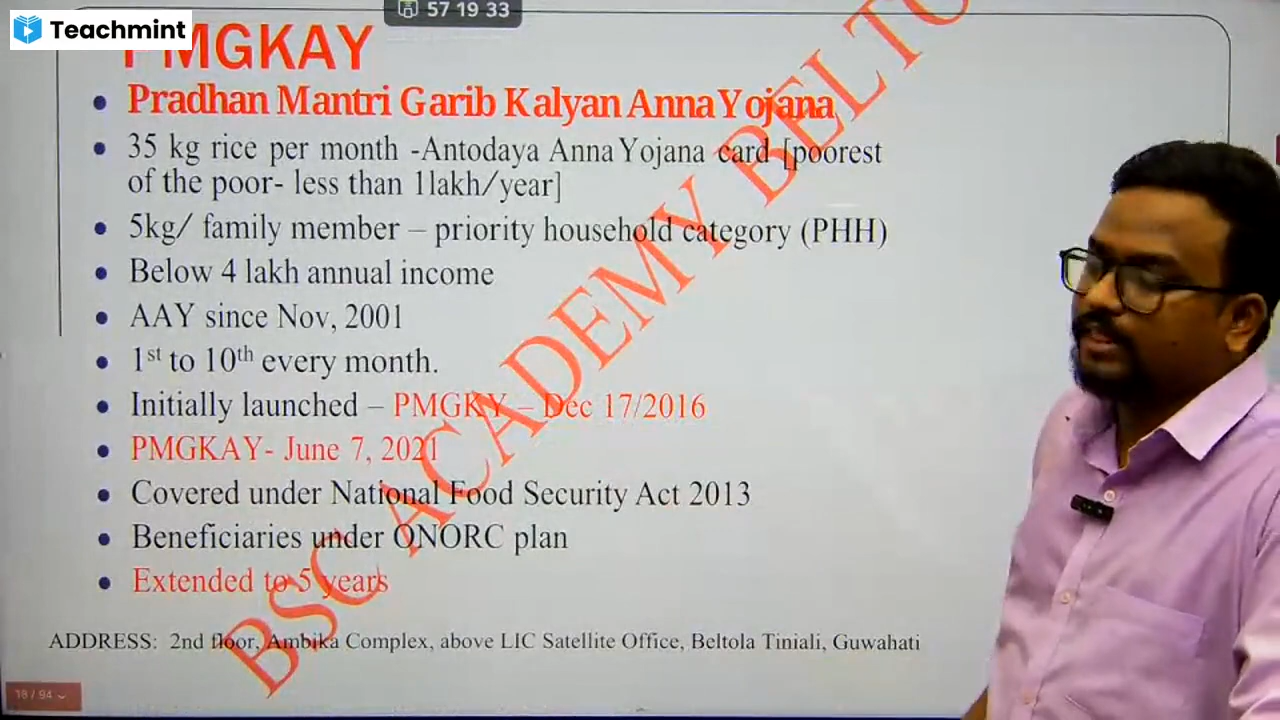 57 19 33
Teachmint
PMGKAY
• Pradhan Mantri Garib Kalyan Anna Yojana
• 35 kg rice per month -Antodaya Anna Yojana card [poorest
of the poor- less than 1lakh/year]
• 5kg/ family member – priority household category (PHH)
• Below 4 lakh annual income
• AAY since Nov, 2001
• 1st to 10th every month.
• Initially launched – PMGKY – Dec 17/2016
• PMGKAY- June 7, 2021
• Covered under National Food Security Act 2013
• Beneficiaries under ONORC plan
• Extended to 5 years
BSC ACADEMY BELTO
ADDRESS: 2nd floor, Ambika Complex, above LIC Satellite Office, Beltola Tiniali, Guwahati
18 / 94